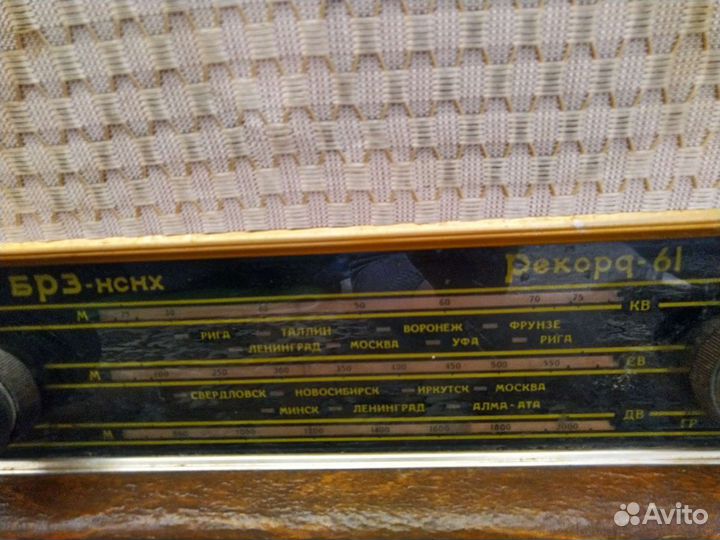 БРЗ-НСНХ Рекорд-61
М 25 30 40 50 60 70 75 КВ
РИГА ТАЛЛИН ВОРОНЕЖ ФРУНЗЕ
ЛЕНИНГРАД МОСКВА УФА РИГА
М 200 250 300 350 400 450 500 550 СВ
СВЕРДЛОВСК НОВОСИБИРСК ИРКУТСК МОСКВА
МИНСК ЛЕНИНГРАД АЛМА-АТА
ДВ ГР
М 1000 1200 1400 1600 1800 2000
Avito